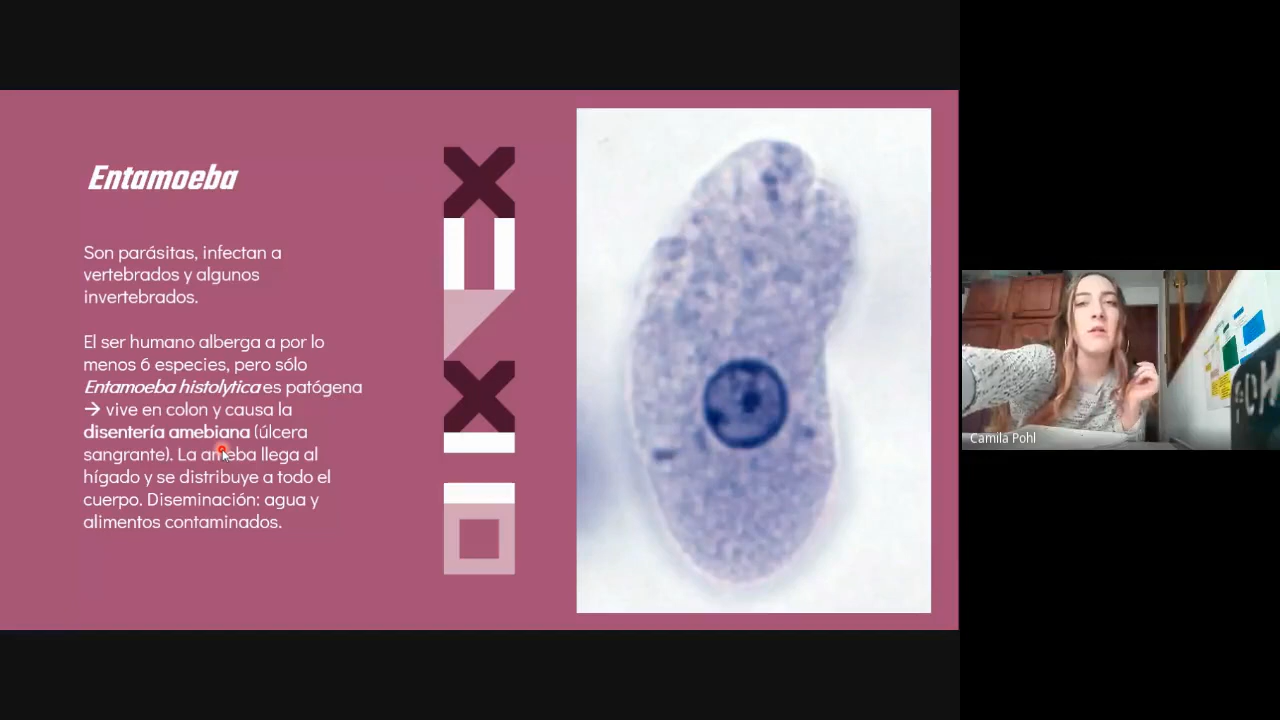 Entamoeba
Son parásitas, infectan a
vertebrados y algunos
invertebrados.
El ser humano alberga a por lo
menos 6 especies, pero sólo
Entamoeba histolytica es patógena
→ vive en colon y causa la
disentería amebiana (úlcera
sangrante). La ameba llega al
hígado y se distribuye a todo el
cuerpo. Diseminación: agua y
alimentos contaminados.
Camila Pohl